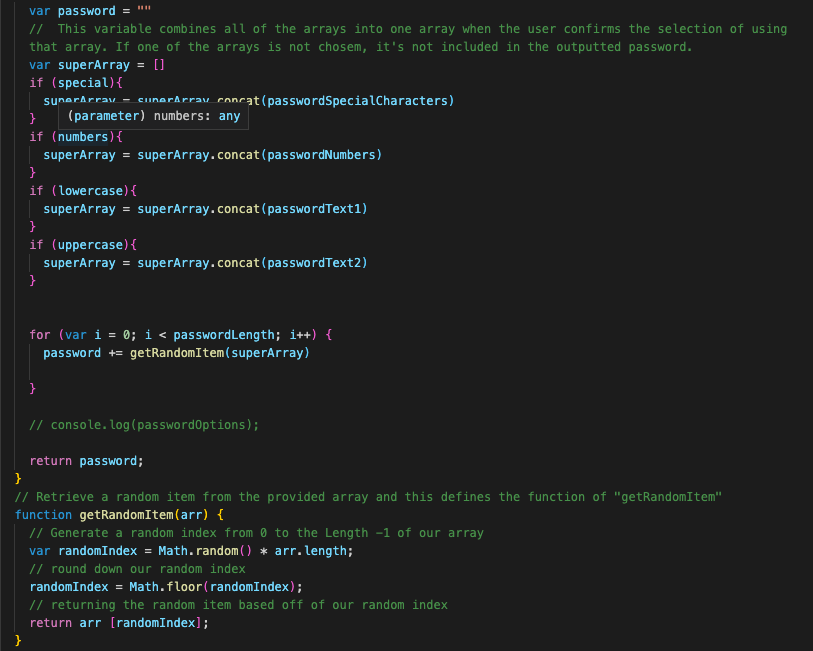 var password = ""
//  This variable combines all of the arrays into one array when the user confirms the selection of using
that array. If one of the arrays is not chosem, it's not included in the outputted password.
var superArray = []
if (special){
superArray = superArray.concat(passwordSpecialCharacters)
(parameter) numbers: any
}
if (numbers){
superArray = superArray.concat(passwordNumbers)
}
if (lowercase){
superArray = superArray.concat(passwordText1)
}
if (uppercase){
superArray = superArray.concat(passwordText2)
}
for (var i = 0; i < passwordLength; i++) {
password += getRandomItem(superArray)
}
// console.log(passwordOptions);
return password;
}
// Retrieve a random item from the provided array and this defines the function of "getRandomItem"
function getRandomItem(arr) {
// Generate a random index from 0 to the Length -1 of our array
var randomIndex = Math.random() * arr.length;
// round down our random index
randomIndex = Math.floor(randomIndex);
// returning the random item based off of our random index
return arr [randomIndex];
}